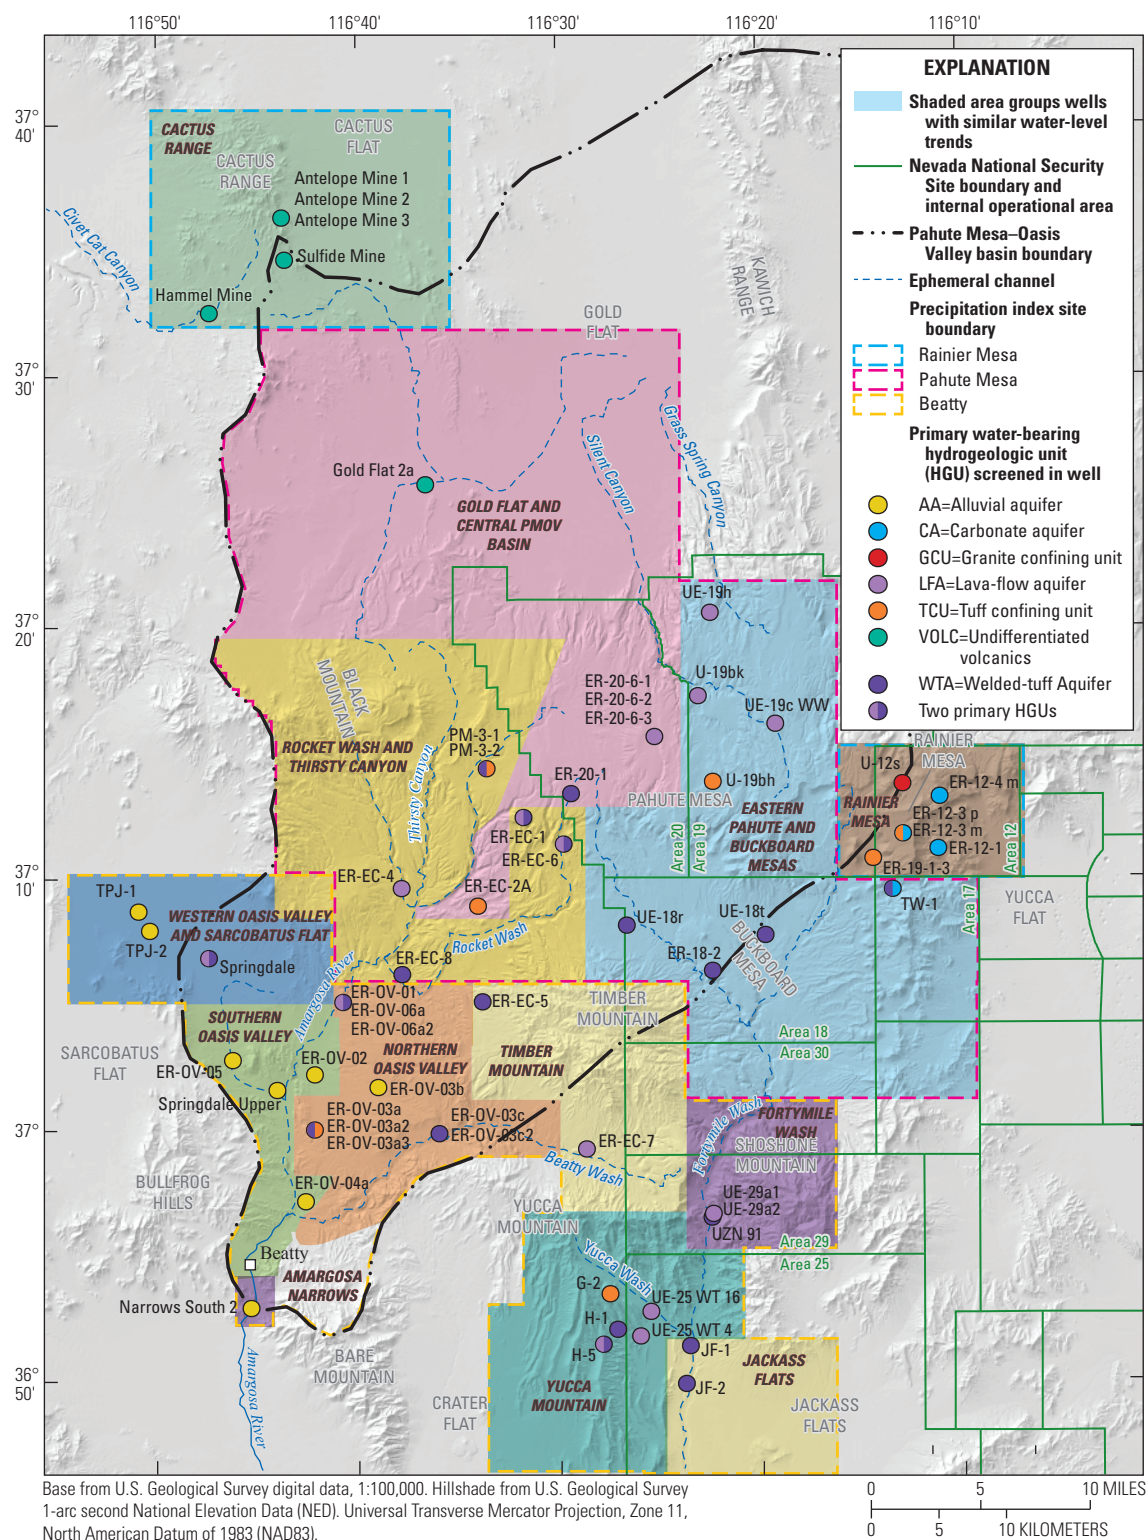 116°50'
116°40'
116°30'
116°20'
116°10'
37°
40'
37°
30'
37°
20'
37°
10'
37°
36°
50'
EXPLANATION
Shaded area groups wells
with similar water-level
trends
Nevada National Security
Site boundary and
internal operational area
Pahute Mesa–Oasis
Valley basin boundary
Ephemeral channel
Precipitation index site
boundary
Rainier Mesa
Pahute Mesa
Beatty
Primary water-bearing
hydrogeologic unit
(HGU) screened in well
AA=Alluvial aquifer
CA=Carbonate aquifer
GCU=Granite confining unit
LFA=Lava-flow aquifer
TCU=Tuff confining unit
VOLC=Undifferentiated
volcanics
WTA=Welded-tuff Aquifer
Two primary HGUs
CACTUS
RANGE
CACTUS
FLAT
CACTUS
RANGE
Antelope Mine 1
Antelope Mine 2
Antelope Mine 3
Sulfide Mine
Hammel Mine
Civet Cat Canyon
KAWICH
RANGE
GOLD
FLAT
Grass Spring Canyon
Silent Canyon
Gold Flat 2a
GOLD FLAT AND
CENTRAL PMOV
BASIN
UE-19h
U-19bk
UE-19c WW
ER-20-6-1
ER-20-6-2
ER-20-6-3
BLACK
MOUNTAIN
ROCKET WASH AND
THIRSTY CANYON
Thirsty Canyon
PM-3-1
PM-3-2
ER-20-1
U-19bh
PAHUTE MESA
EASTERN
PAHUTE AND
BUCKBOARD
MESAS
Area 20
Area 19
RAINIER
MESA
U-12s
ER-12-4 m
RAINIER
MESA
ER-12-3 p
ER-12-3 m
ER-12-1
Area 12
ER-19-1-3
TW-1
Area 17
YUCCA
FLAT
ER-EC-1
ER-EC-6
ER-EC-4
ER-EC-2A
Rocket Wash
UE-18r
UE-18t
ER-18-2
BUCKBOARD
MESA
TPJ-1
WESTERN OASIS VALLEY
AND SARCOBATUS FLAT
TPJ-2
Springdale
ER-EC-8
Amargosa River
ER-OV-01
ER-OV-06a
ER-OV-06a2
ER-EC-5
TIMBER
MOUNTAIN
SOUTHERN
OASIS VALLEY
SARCOBATUS
FLAT
ER-OV-05
ER-OV-02
NORTHERN
OASIS VALLEY
TIMBER
MOUNTAIN
Area 18
Area 30
ER-OV-03b
Springdale Upper
ER-OV-03a
ER-OV-03a2
ER-OV-03a3
ER-OV-03c
ER-OV-03c2
ER-EC-7
Beatty Wash
Fortymile Wash
FORTYMILE
WASH
SHOSHONE
MOUNTAIN
BULLFROG
HILLS
ER-OV-04a
YUCCA
MOUNTAIN
UE-29a1
UE-29a2
UZN 91
Area 29
Area 25
Beatty
AMARGOSA
NARROWS
Narrows South 2
Yucca Wash
G-2
UE-25 WT 16
H-1
UE-25 WT 4
H-5
JF-1
JF-2
JACKASS
FLATS
YUCCA
MOUNTAIN
BARE
MOUNTAIN
CRATER
FLAT
JACKASS
FLATS
Amargosa River
Base from U.S. Geological Survey digital data, 1:100,000. Hillshade from U.S. Geological Survey
1-arc second National Elevation Data (NED). Universal Transverse Mercator Projection, Zone 11,
North American Datum of 1983 (NAD83).
0 5 10 MILES
0 5 10 KILOMETERS